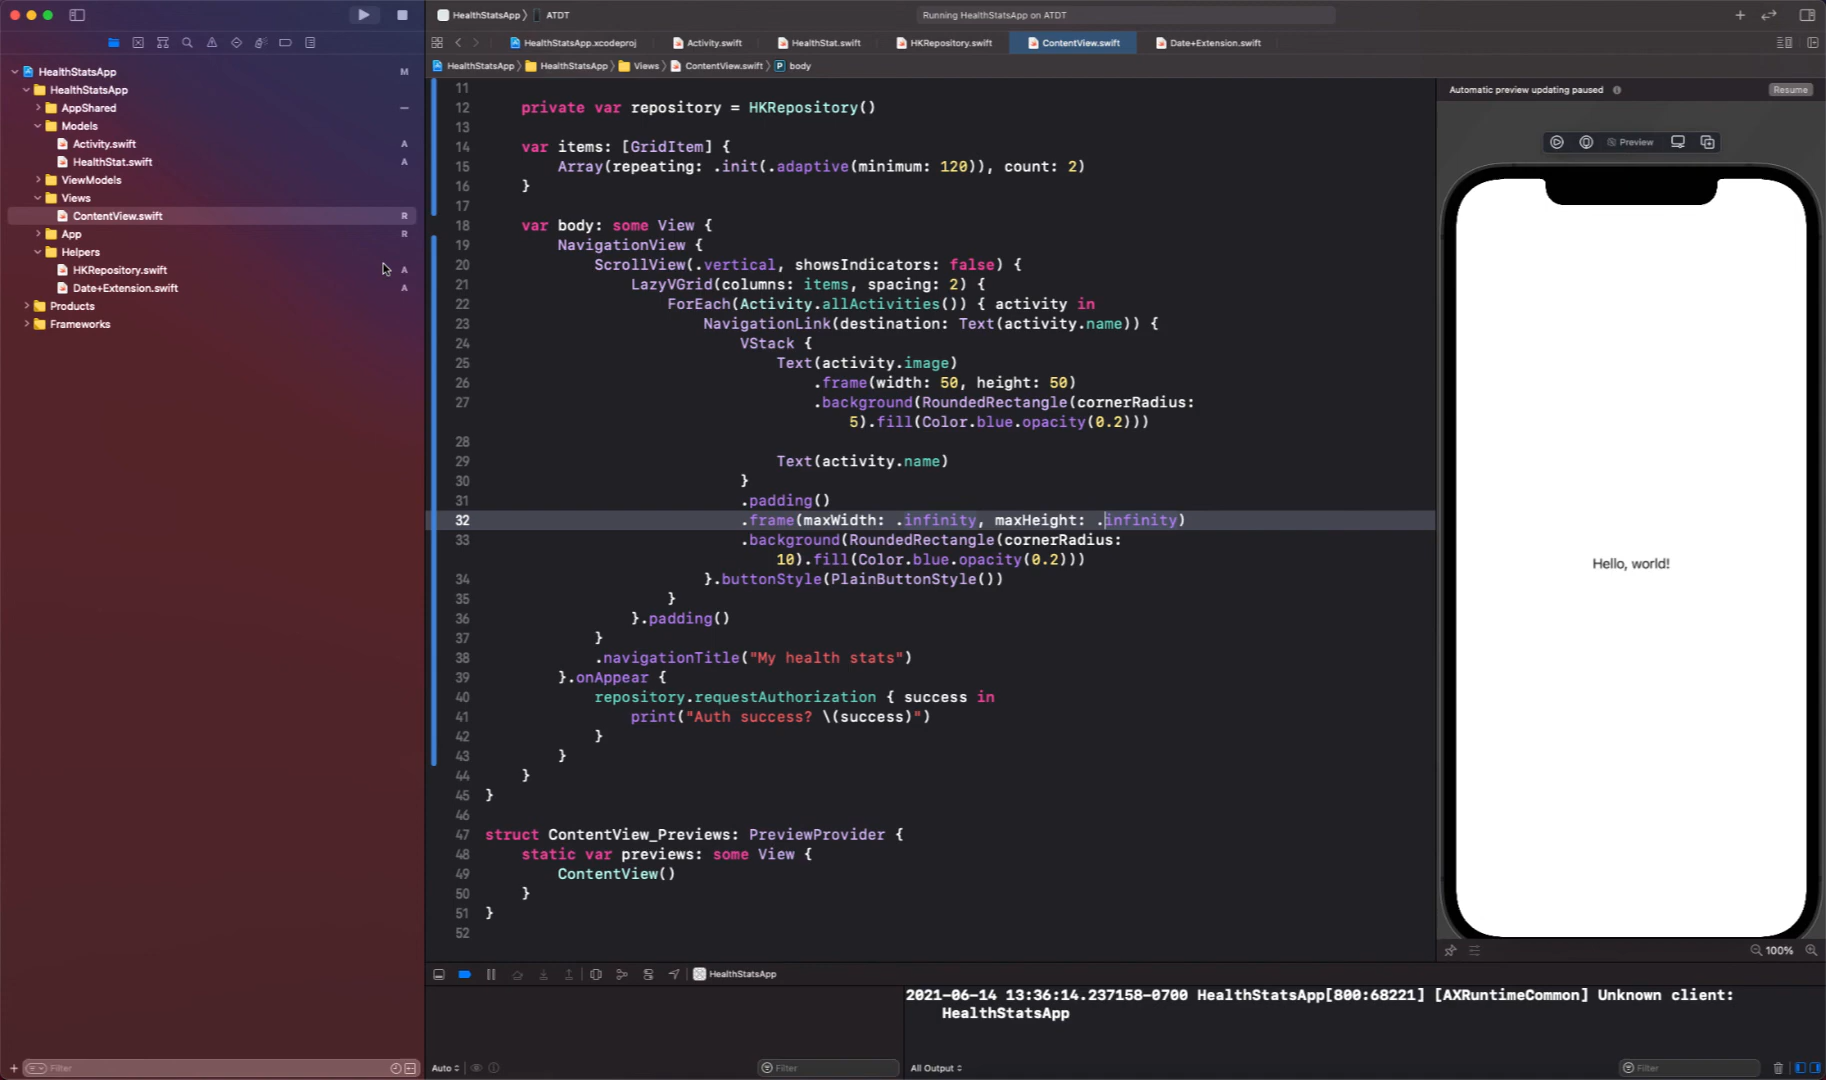 HealthStatsApp
ATDT
Running HealthStatsApp on ATDT
HealthStatsApp.xcodeproj
Activity.swift
HealthStat.swift
HKRepository.swift
ContentView.swift
Date+Extension.swift
HealthStatsApp
HealthStatsApp
Views
ContentView.swift
P body
HealthStatsApp M
HealthStatsApp
AppShared
Models
Activity.swift A
HealthStat.swift A
ViewModels
Views
ContentView.swift R
App R
Helpers
HKRepository.swift A
Date+Extension.swift A
Products
Frameworks
Filter
11
12 private var repository = HKRepository()
13
14 var items: [GridItem] {
15 Array(repeating: .init(.adaptive(minimum: 120)), count: 2)
16 }
17
18 var body: some View {
19 NavigationView {
20 ScrollView(.vertical, showsIndicators: false) {
21 LazyVGrid(columns: items, spacing: 2) {
22 ForEach(Activity.allActivities()) { activity in
23 NavigationLink(destination: Text(activity.name)) {
24 VStack {
25 Text(activity.image)
26 .frame(width: 50, height: 50)
27 .background(RoundedRectangle(cornerRadius:
5).fill(Color.blue.opacity(0.2)))
28
29 Text(activity.name)
30 }
31 .padding()
32 .frame(maxWidth: .infinity, maxHeight: .infinity)
33 .background(RoundedRectangle(cornerRadius:
10).fill(Color.blue.opacity(0.2)))
34 }.buttonStyle(PlainButtonStyle())
35 }
36 }.padding()
37 }
38 .navigationTitle("My health stats")
39 }.onAppear {
40 repository.requestAuthorization { success in
41 print("Auth success? \(success)")
42 }
43 }
44 }
45 }
46
47 struct ContentView_Previews: PreviewProvider {
48 static var previews: some View {
49 ContentView()
50 }
51 }
52
Automatic preview updating paused
Resume
Preview
Hello, world!
100%
HealthStatsApp
2021-06-14 13:36:14.237158-0700 HealthStatsApp[800:68221] [AXRuntimeCommon] Unknown client:
HealthStatsApp
Auto
Filter
All Output
Filter